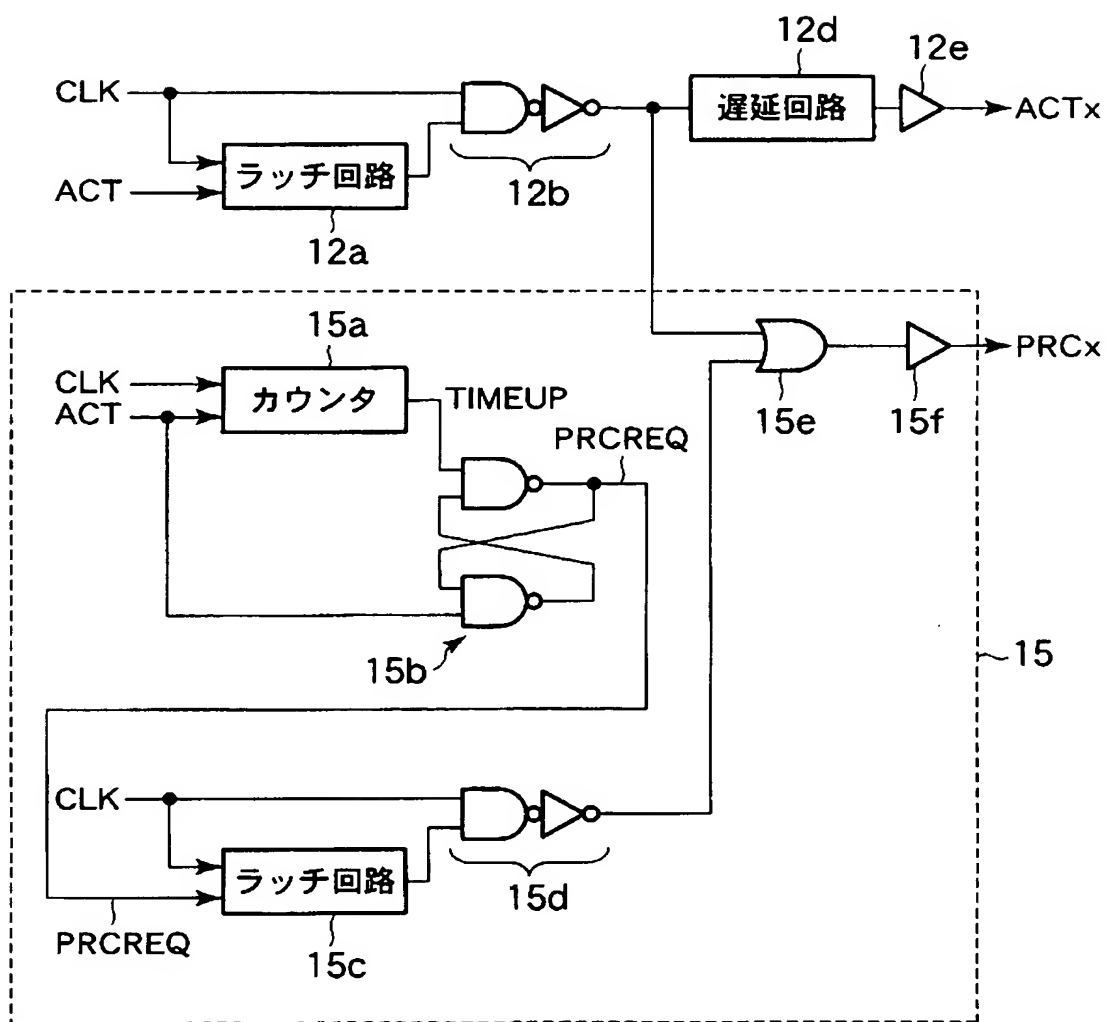 12d
12e
CLK
遅延回路
ACTx
ラッチ回路
ACT
12b
12a
15a
CLK
カウンタ
TIMEUP
ACT
PRCx
15e
15f
PRCREQ
15b
15
CLK
ラッチ回路
15d
PRCREQ
15c